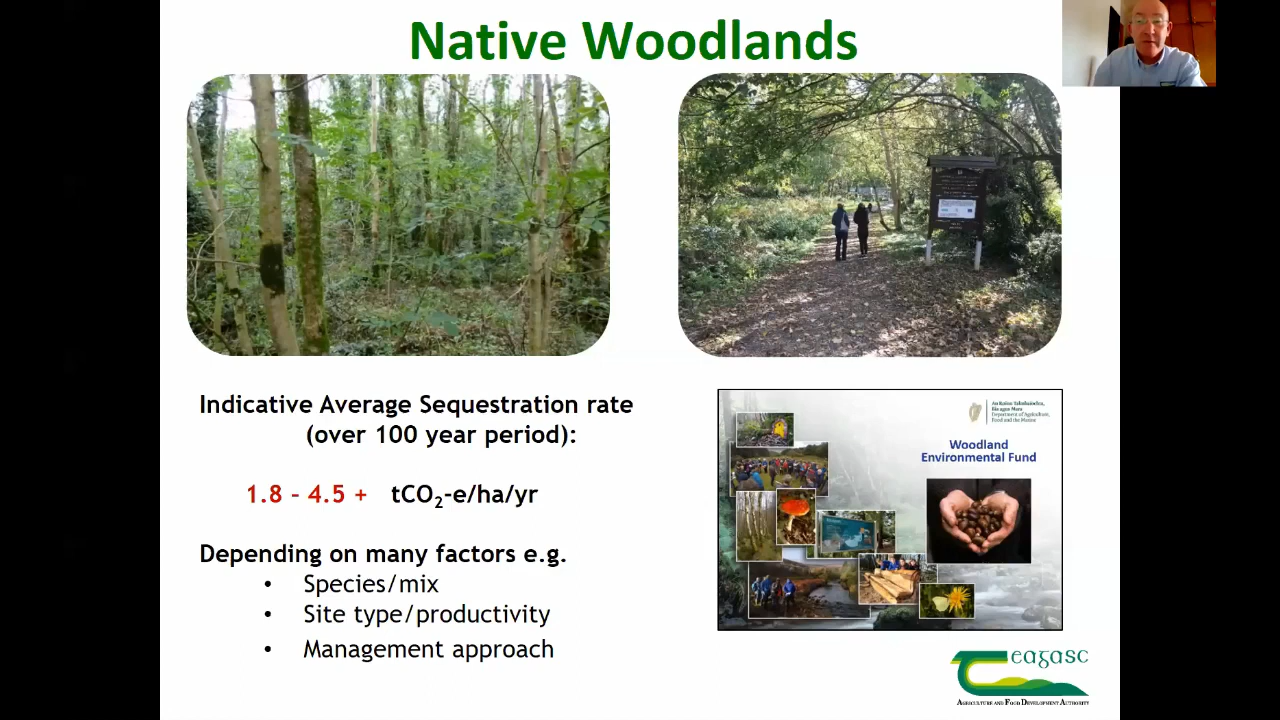 Native Woodlands
Indicative Average Sequestration rate
(over 100 year period):
1.8 – 4.5 + tCO₂-e/ha/yr
Depending on many factors e.g.
• Species/mix
• Site type/productivity
• Management approach
An Roinn Talmhaíochta,
Bia agus Mara
Department of Agriculture,
Food and the Marine
Woodland
Environmental Fund
eagasc
AGRICULTURE AND FOOD DEVELOPMENT AUTHORITY